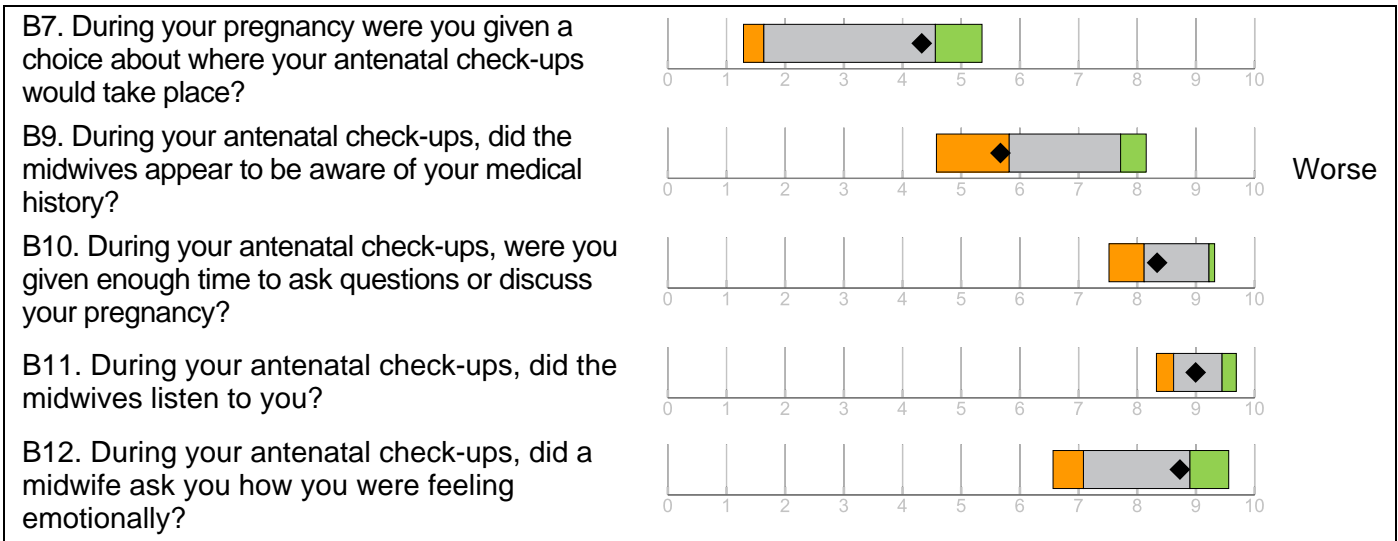 B7. During your pregnancy were you given a
choice about where your antenatal check-ups
would take place?
0 1 2 3 4 5 6 7 8 9 10
B9. During your antenatal check-ups, did the
midwives appear to be aware of your medical
history?
0 1 2 3 4 5 6 7 8 9 10
Worse
B10. During your antenatal check-ups, were you
given enough time to ask questions or discuss
your pregnancy?
0 1 2 3 4 5 6 7 8 9 10
B11. During your antenatal check-ups, did the
midwives listen to you?
0 1 2 3 4 5 6 7 8 9 10
B12. During your antenatal check-ups, did a
midwife ask you how you were feeling
emotionally?
0 1 2 3 4 5 6 7 8 9 10